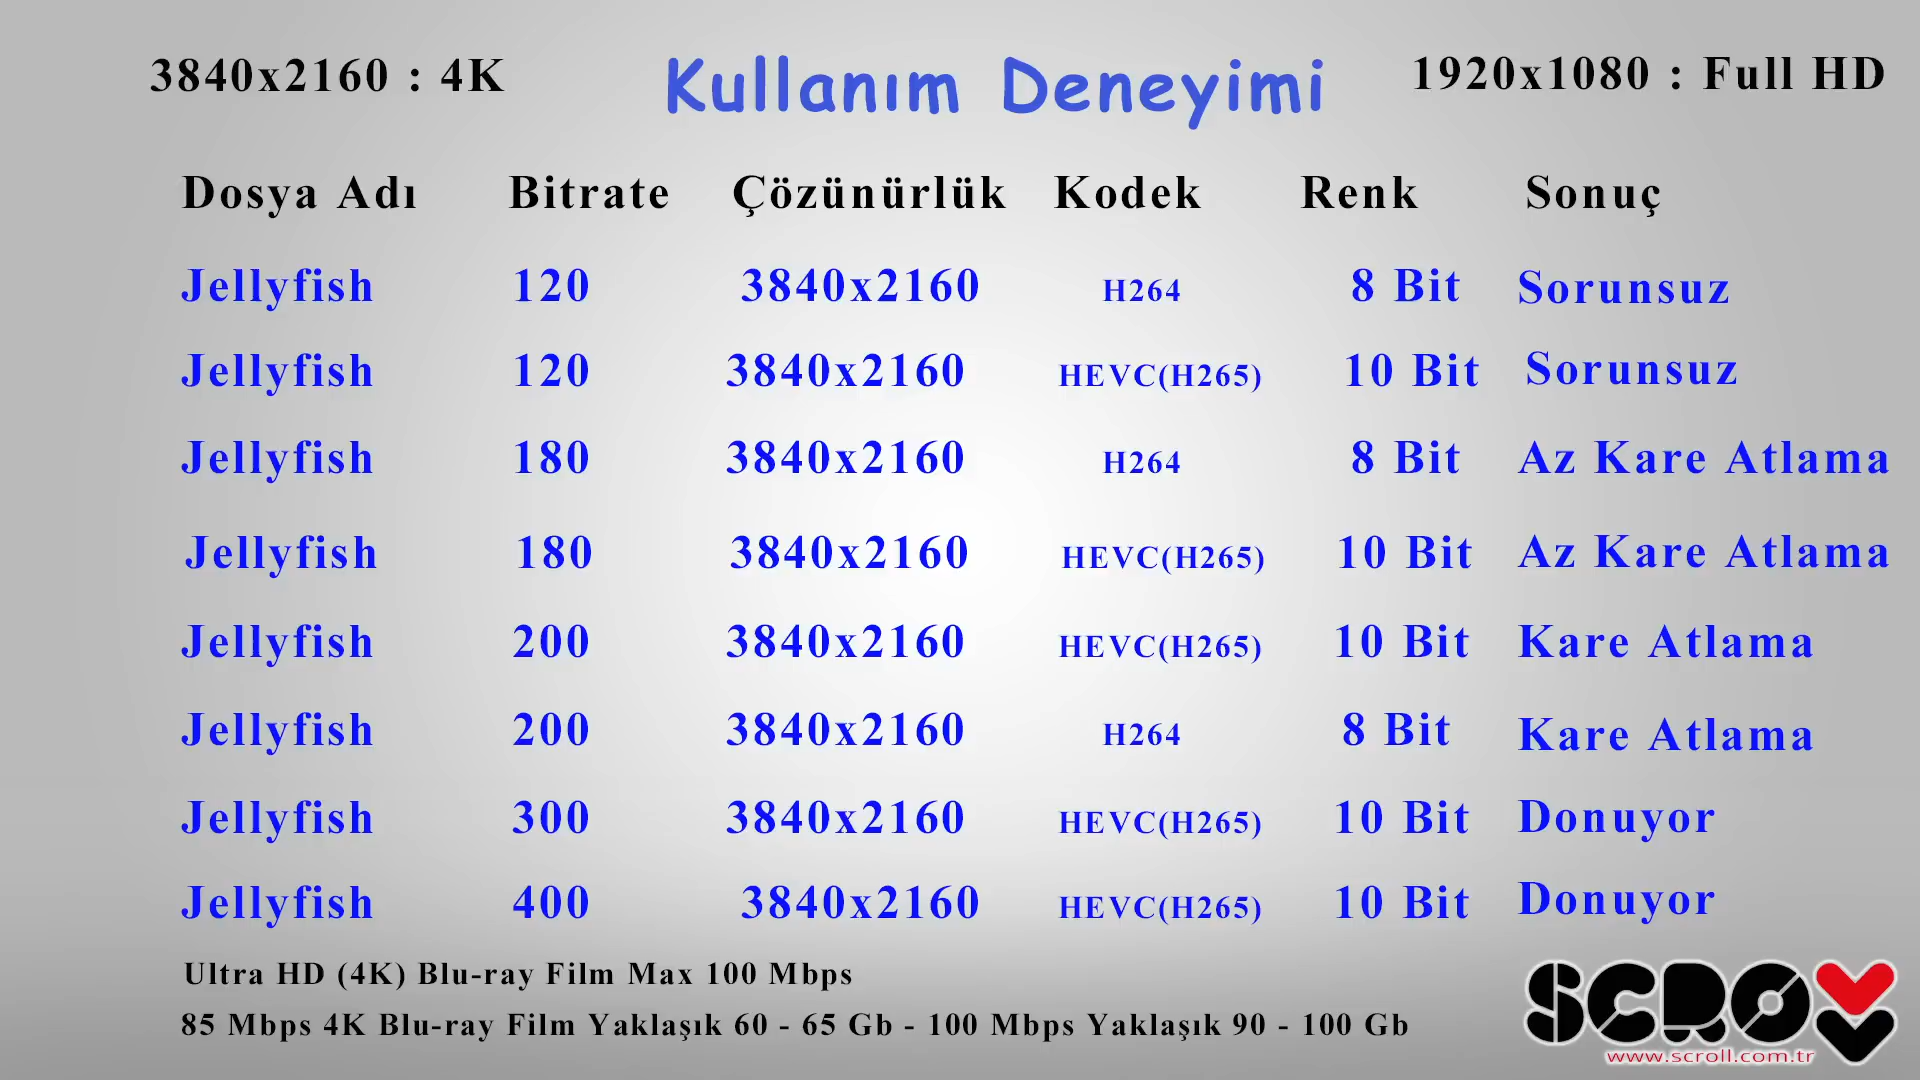 3840x2160 : 4K Kullanım Deneyimi 1920x1080 : Full HD
Dosya Adı Bitrate Çözünürlük Kodek Renk Sonuç
Jellyfish 120 3840x2160 H264 8 Bit Sorunsuz
Jellyfish 120 3840x2160 HEVC(H265) 10 Bit Sorunsuz
Jellyfish 180 3840x2160 H264 8 Bit Az Kare Atlama
Jellyfish 180 3840x2160 HEVC(H265) 10 Bit Az Kare Atlama
Jellyfish 200 3840x2160 HEVC(H265) 10 Bit Kare Atlama
Jellyfish 200 3840x2160 H264 8 Bit Kare Atlama
Jellyfish 300 3840x2160 HEVC(H265) 10 Bit Donuyor
Jellyfish 400 3840x2160 HEVC(H265) 10 Bit Donuyor
Ultra HD (4K) Blu-ray Film Max 100 Mbps
85 Mbps 4K Blu-ray Film Yaklaşık 60 - 65 Gb - 100 Mbps Yaklaşık 90 - 100 Gb
SCROLL
www.scroll.com.tr